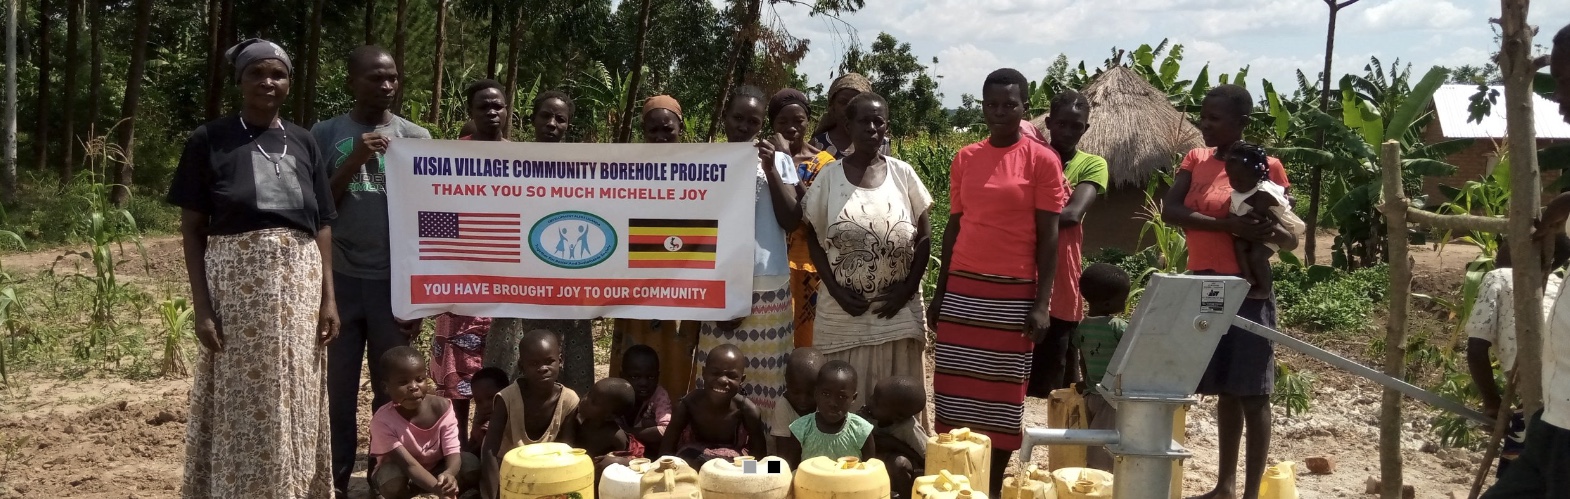 KISIA VILLAGE COMMUNITY BOREHOLE PROJECT
THANK YOU SO MUCH MICHELLE JOY
YOU HAVE BROUGHT JOY TO OUR COMMUNITY